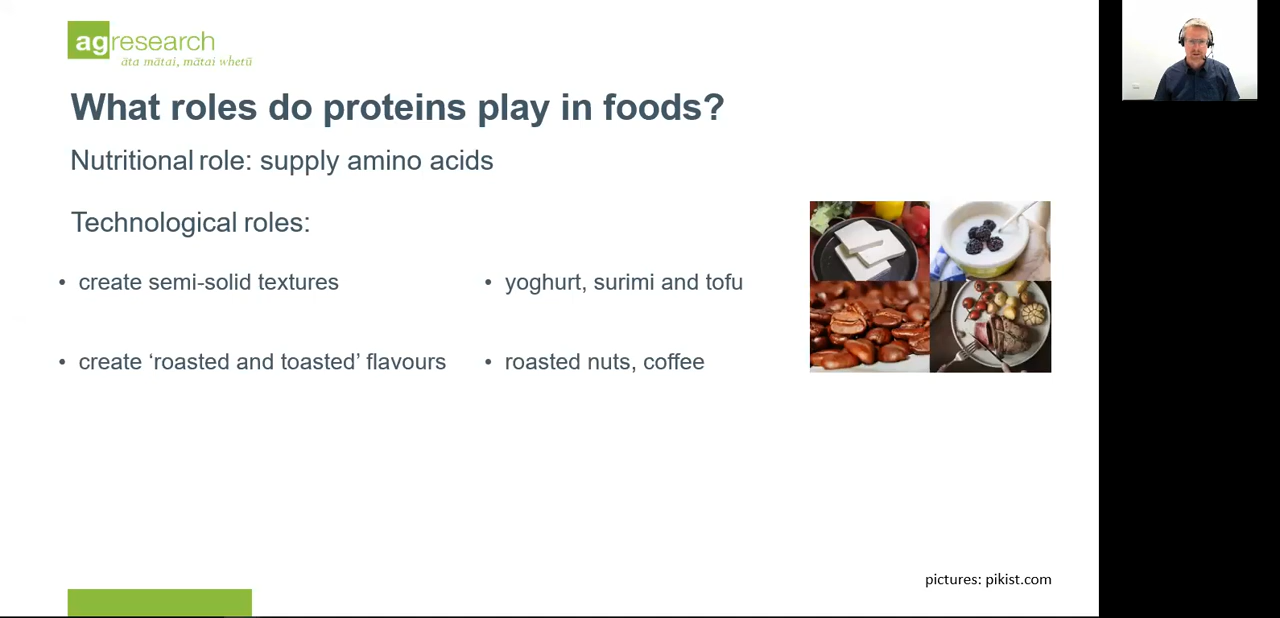 agresearch
āta mātai, mātai whetū
What roles do proteins play in foods?
Nutritional role: supply amino acids
Technological roles:
• create semi-solid textures
• yoghurt, surimi and tofu
• create ‘roasted and toasted’ flavours
• roasted nuts, coffee
pictures: pikist.com